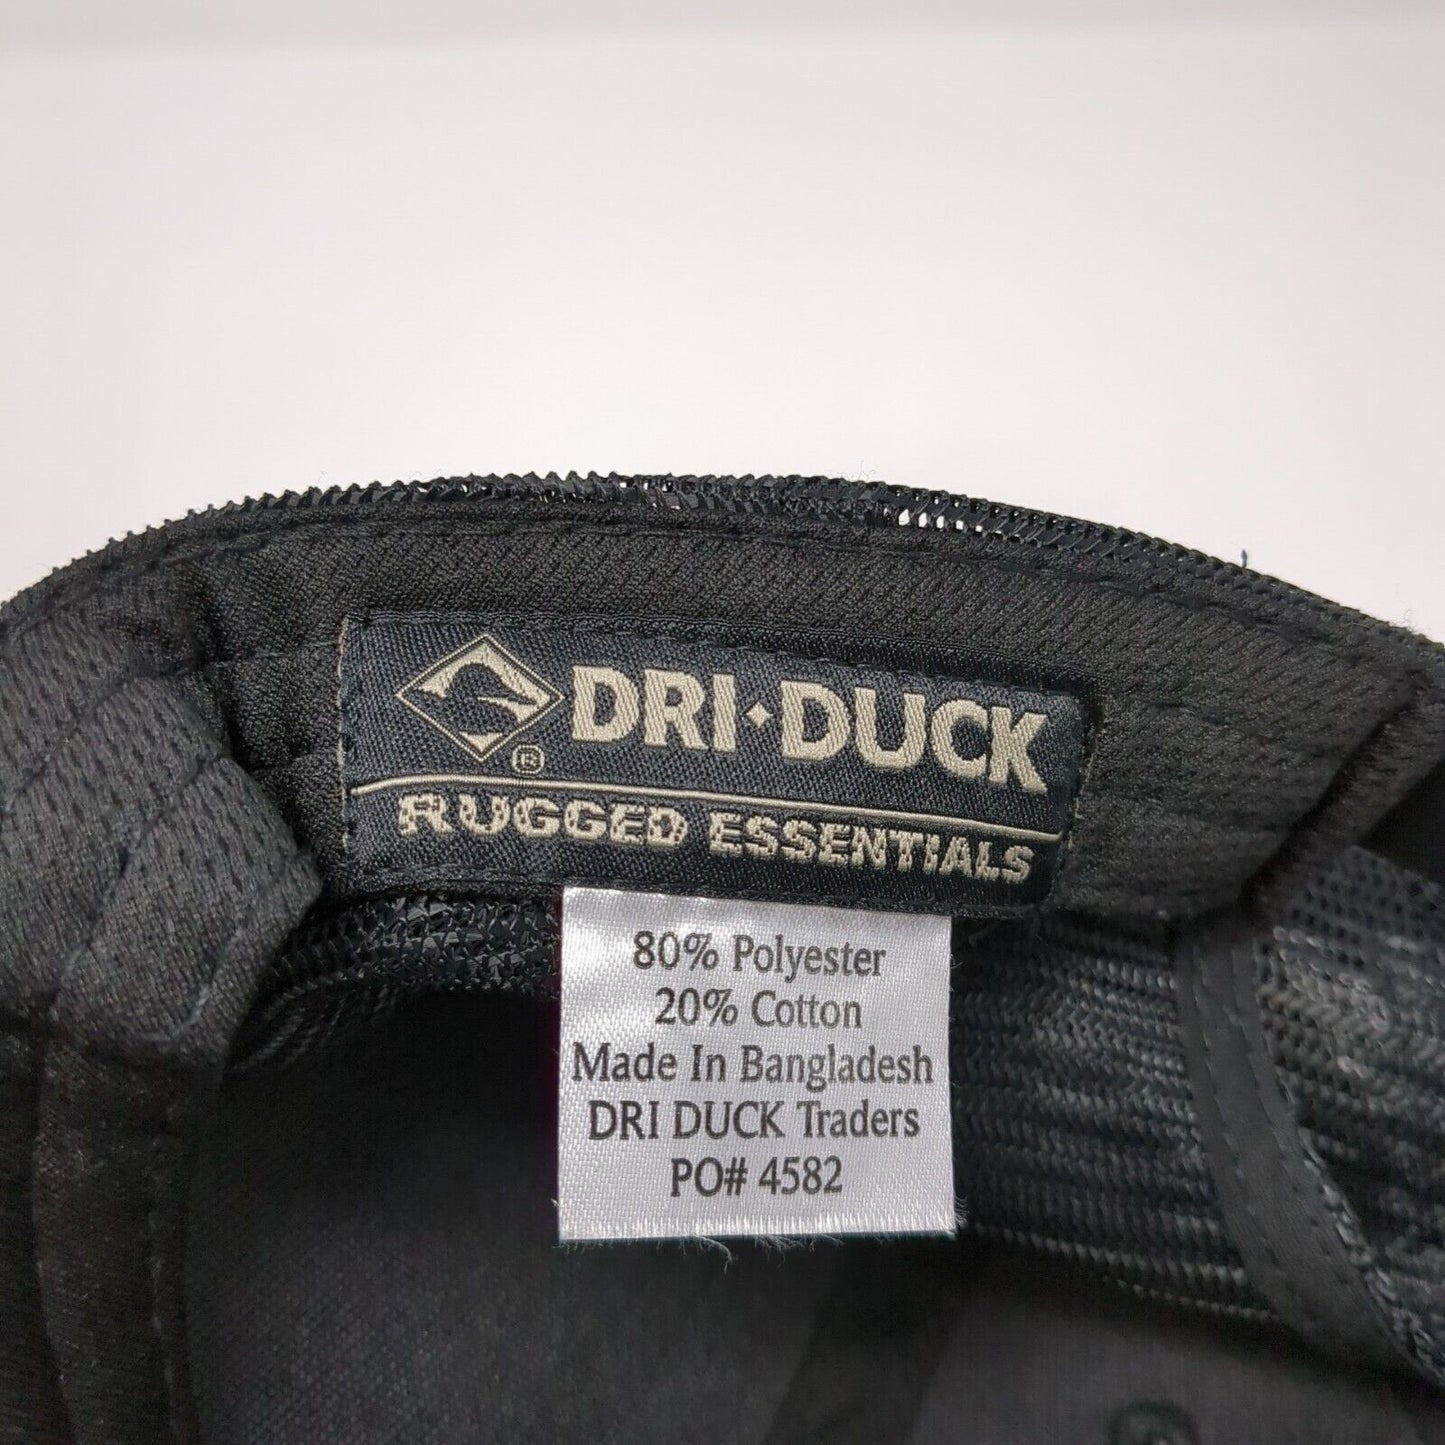 DRI·DUCK
®
RUGGED ESSENTIALS
80% Polyester
20% Cotton
Made In Bangladesh
DRI DUCK Traders
PO# 4582